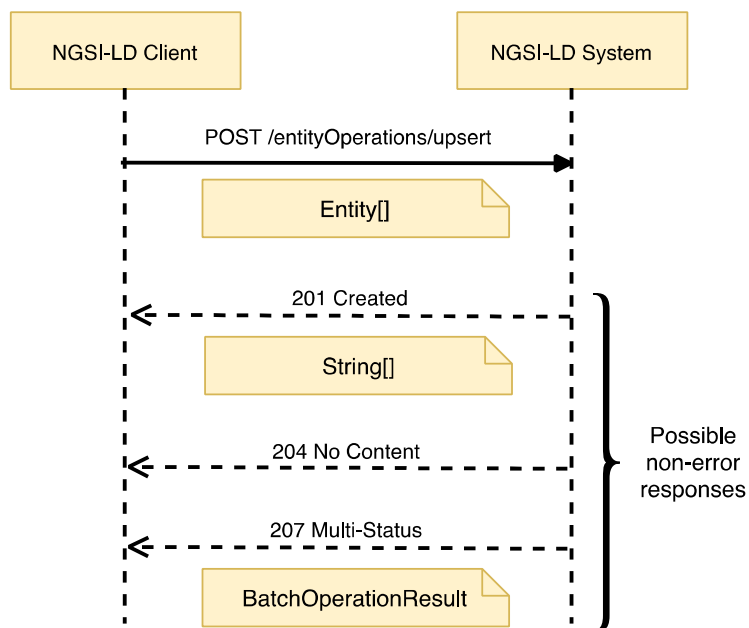 NGSI-LD Client
NGSI-LD System
POST /entityOperations/upsert
Entity[]
201 Created
String[]
204 No Content
Possible
non-error
responses
207 Multi-Status
BatchOperationResult